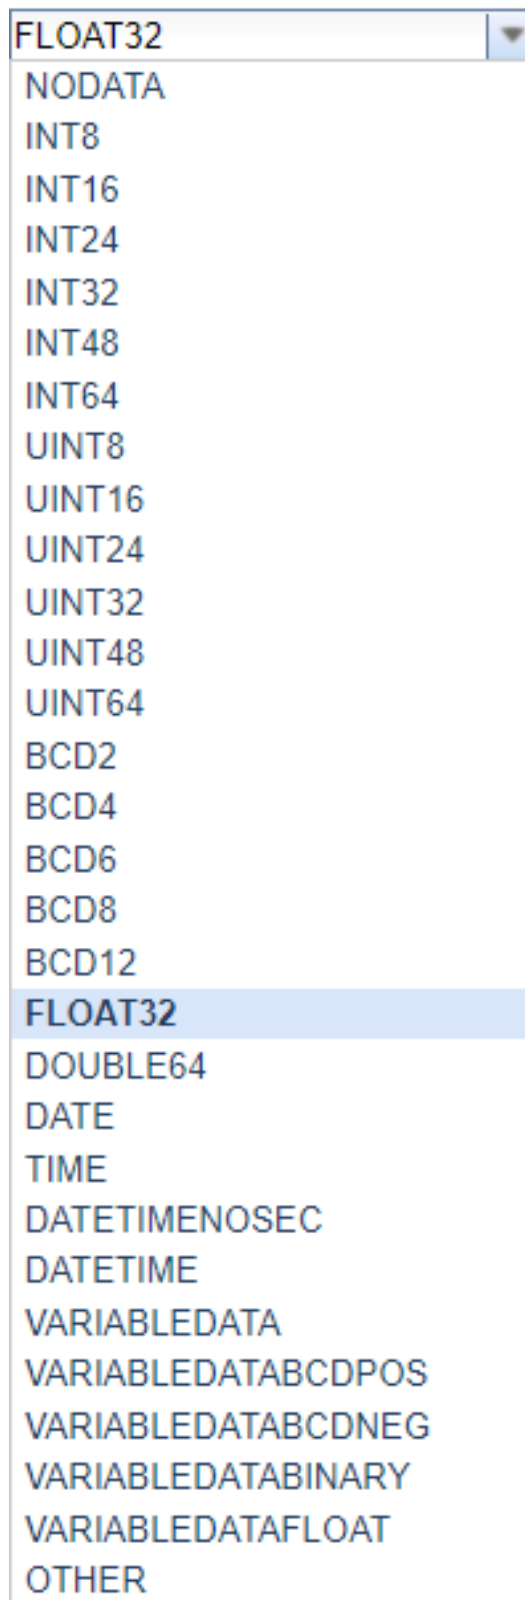 FLOAT32
NODATA
INT8
INT16
INT24
INT32
INT48
INT64
UINT8
UINT16
UINT24
UINT32
UINT48
UINT64
BCD2
BCD4
BCD6
BCD8
BCD12
FLOAT32
DOUBLE64
DATE
TIME
DATETIMENOSEC
DATETIME
VARIABLEDATA
VARIABLEDATABCDPOS
VARIABLEDATABCDNEG
VARIABLEDATABINARY
VARIABLEDATAFLOAT
OTHER